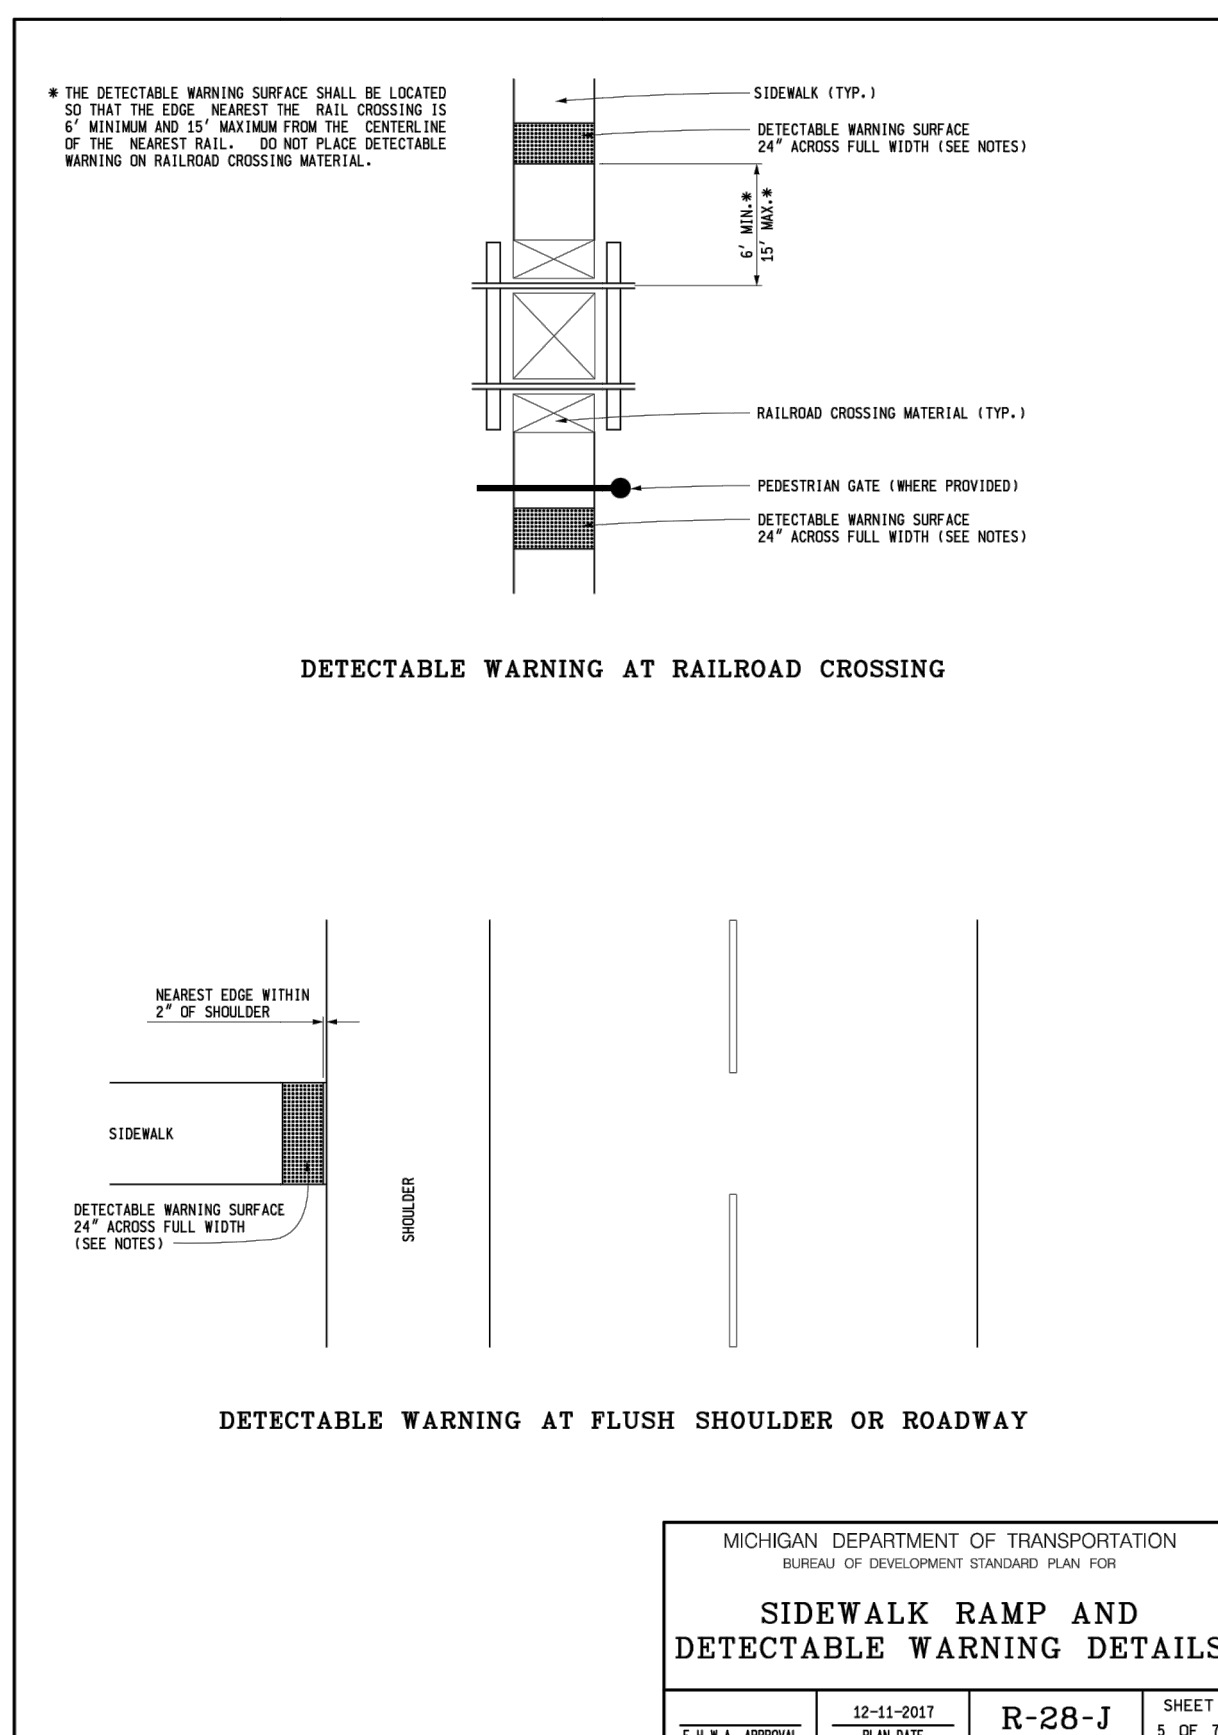 * THE DETECTABLE WARNING SURFACE SHALL BE LOCATED
SO THAT THE EDGE NEAREST THE RAIL CROSSING IS
6' MINIMUM AND 15' MAXIMUM FROM THE CENTERLINE
OF THE NEAREST RAIL. DO NOT PLACE DETECTABLE
WARNING ON RAILROAD CROSSING MATERIAL.
SIDEWALK (TYP.)
DETECTABLE WARNING SURFACE
24" ACROSS FULL WIDTH (SEE NOTES)
6' MIN.*
15' MAX.*
RAILROAD CROSSING MATERIAL (TYP.)
PEDESTRIAN GATE (WHERE PROVIDED)
DETECTABLE WARNING SURFACE
24" ACROSS FULL WIDTH (SEE NOTES)
DETECTABLE WARNING AT RAILROAD CROSSING
NEAREST EDGE WITHIN
2" OF SHOULDER
SIDEWALK
DETECTABLE WARNING SURFACE
24" ACROSS FULL WIDTH
(SEE NOTES)
SHOULDER
DETECTABLE WARNING AT FLUSH SHOULDER OR ROADWAY
MICHIGAN DEPARTMENT OF TRANSPORTATION
BUREAU OF DEVELOPMENT STANDARD PLAN FOR
SIDEWALK RAMP AND
DETECTABLE WARNING DETAILS
F.H.W.A. APPROVAL
12-11-2017
PLAN DATE
R-28-J
SHEET
5 OF 7